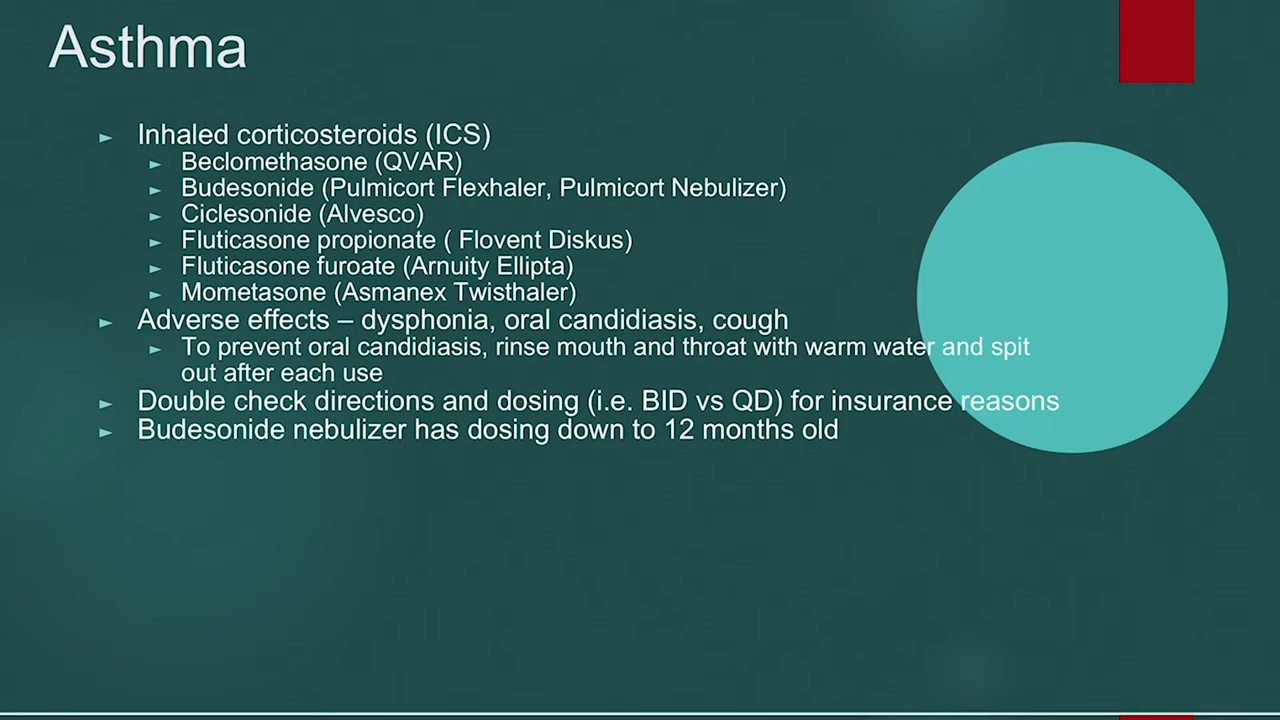 Asthma
Inhaled corticosteroids (ICS)
Beclomethasone (QVAR)
Budesonide (Pulmicort Flexhaler, Pulmicort Nebulizer)
Ciclesonide (Alvesco)
Fluticasone propionate ( Flovent Diskus)
Fluticasone furoate (Arnuity Ellipta)
Mometasone (Asmanex Twisthaler)
Adverse effects – dysphonia, oral candidiasis, cough
To prevent oral candidiasis, rinse mouth and throat with warm water and spit
out after each use
Double check directions and dosing (i.e. BID vs QD) for insurance reasons
Budesonide nebulizer has dosing down to 12 months old